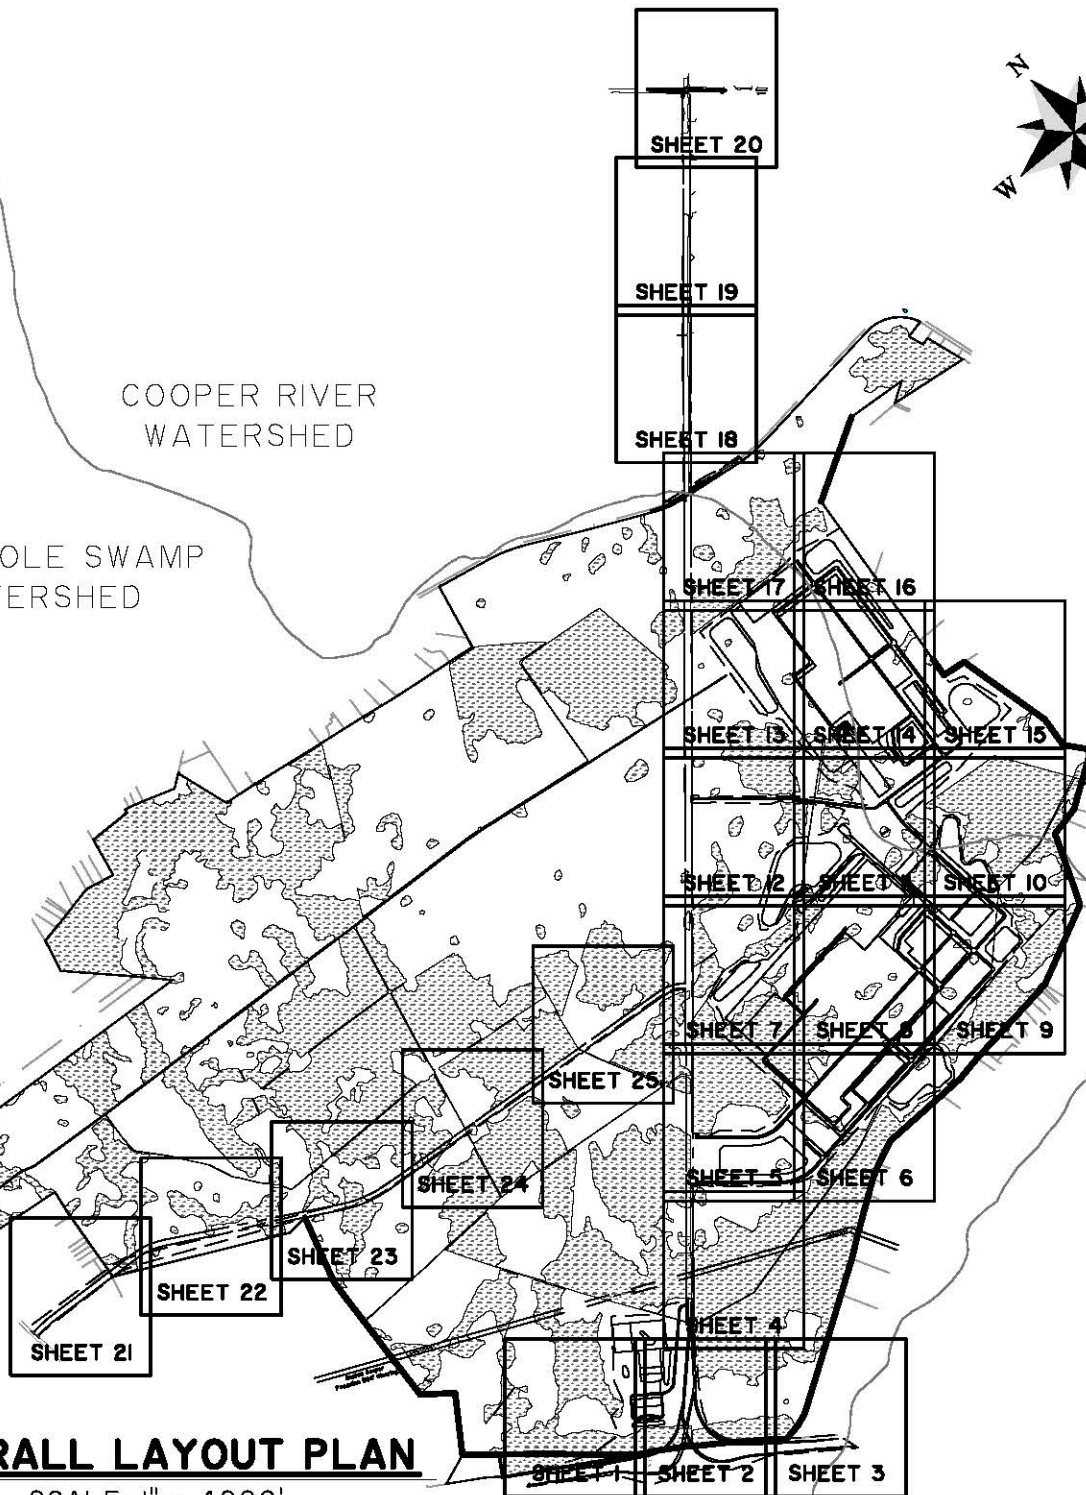 SHEET 20
N
W
SHEET 19
COOPER RIVER
WATERSHED
SHEET 18
OLE SWAMP
TERSHED
SHEET 17
SHEET 16
SHEET 13
SHEET 14
SHEET 15
SHEET 12
SHEET 11
SHEET 10
SHEET 7
SHEET 8
SHEET 9
SHEET 25
SHEET 5
SHEET 6
SHEET 24
SHEET 23
SHEET 22
SHEET 21
SHEET 4
RALL LAYOUT PLAN
SHEET 1
SHEET 2
SHEET 3